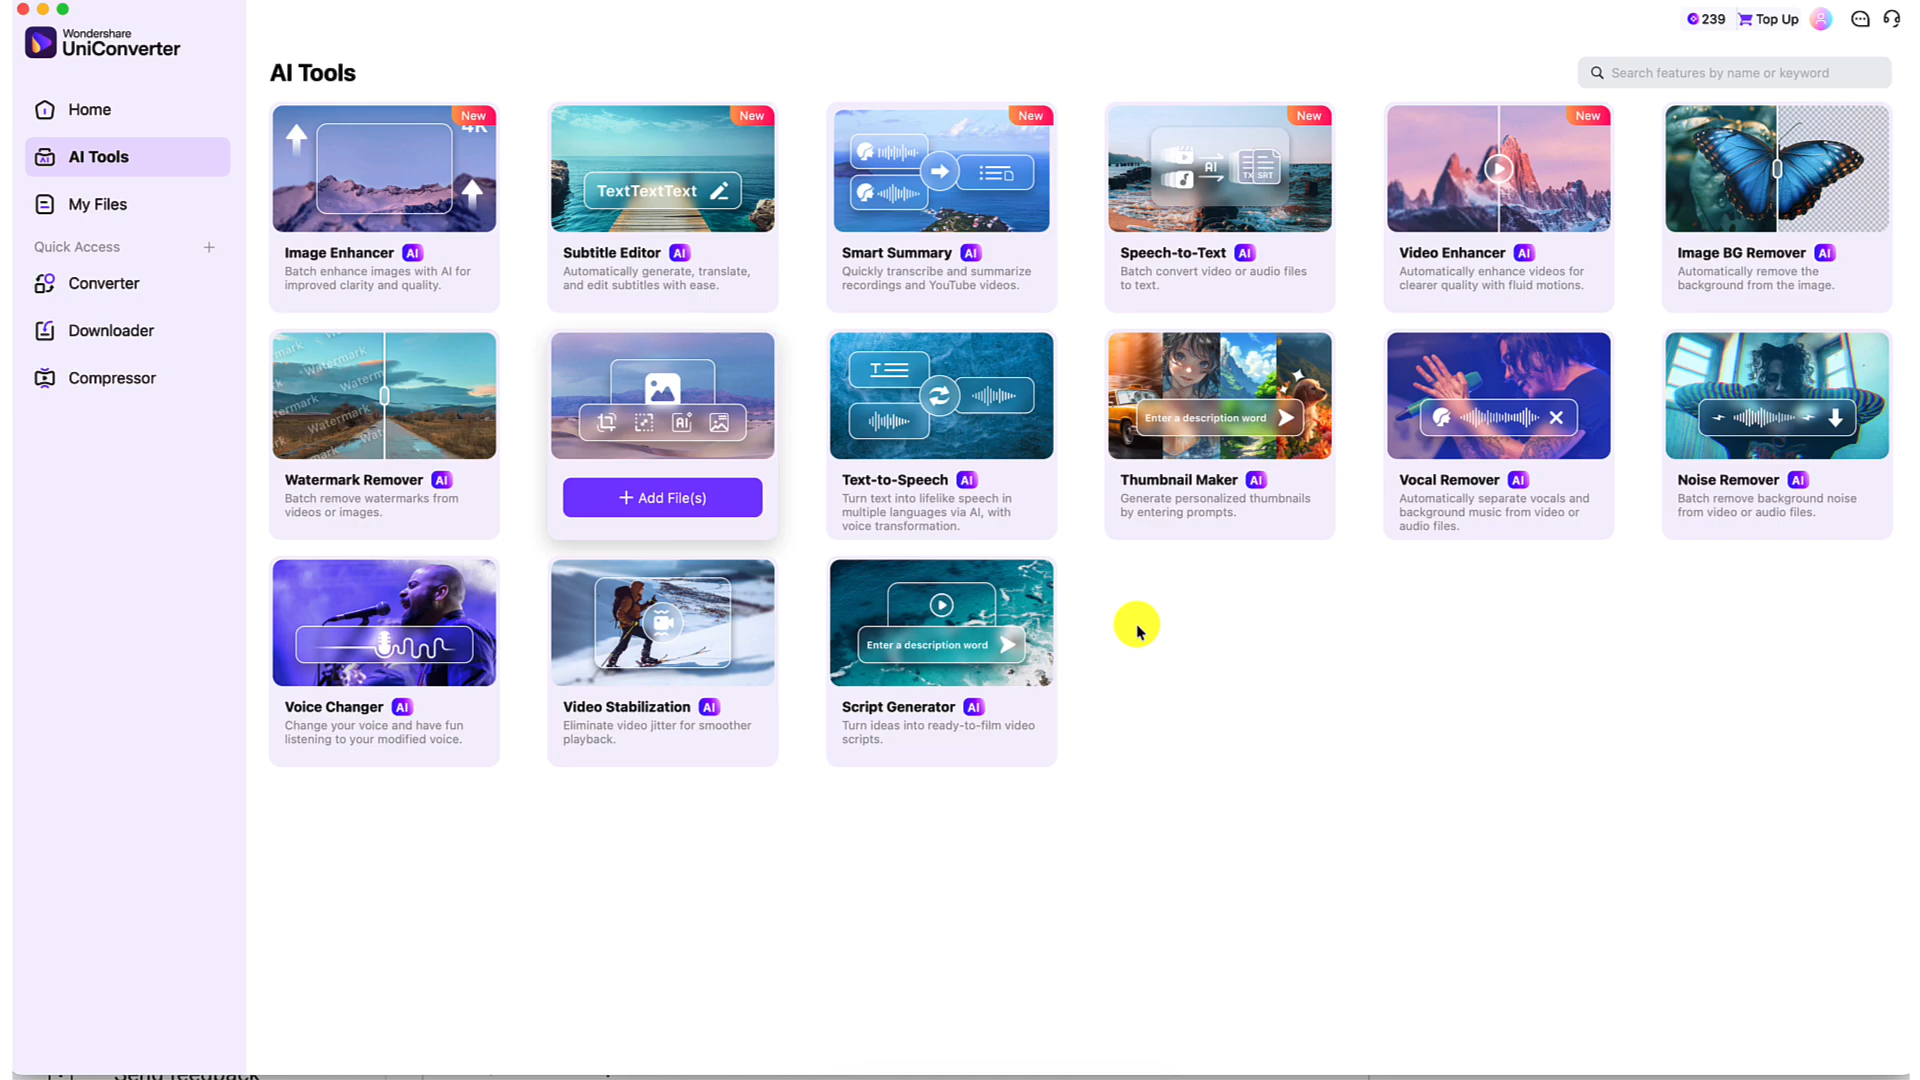 Wondershare
UniConverter
239
Top Up
Home
AI Tools
My Files
Quick Access
Converter
Downloader
Compressor
AI Tools
Search features by name or keyword
New
4K
Image Enhancer AI
Batch enhance images with AI for
improved clarity and quality.
New
TextTextText
Subtitle Editor AI
Automatically generate, translate,
and edit subtitles with ease.
New
Smart Summary AI
Quickly transcribe and summarize
recordings and YouTube videos.
New
AI
SRT
Speech-to-Text AI
Batch convert video or audio files
to text.
New
Video Enhancer AI
Automatically enhance videos for
clearer quality with fluid motions.
Image BG Remover AI
Automatically remove the
background from the image.
Watermark
Watermark Remover AI
Batch remove watermarks from
videos or images.
AI
+ Add File(s)
T
Text-to-Speech AI
Turn text into lifelike speech in
multiple languages via AI, with
voice transformation.
Enter a description word
Thumbnail Maker AI
Generate personalized thumbnails
by entering prompts.
Vocal Remover AI
Automatically separate vocals and
background music from video or
audio files.
Noise Remover AI
Batch remove background noise
from video or audio files.
Voice Changer AI
Change your voice and have fun
listening to your modified voice.
Video Stabilization AI
Eliminate video jitter for smoother
playback.
Enter a description word
Script Generator AI
Turn ideas into ready-to-film video
scripts.
Send feedback